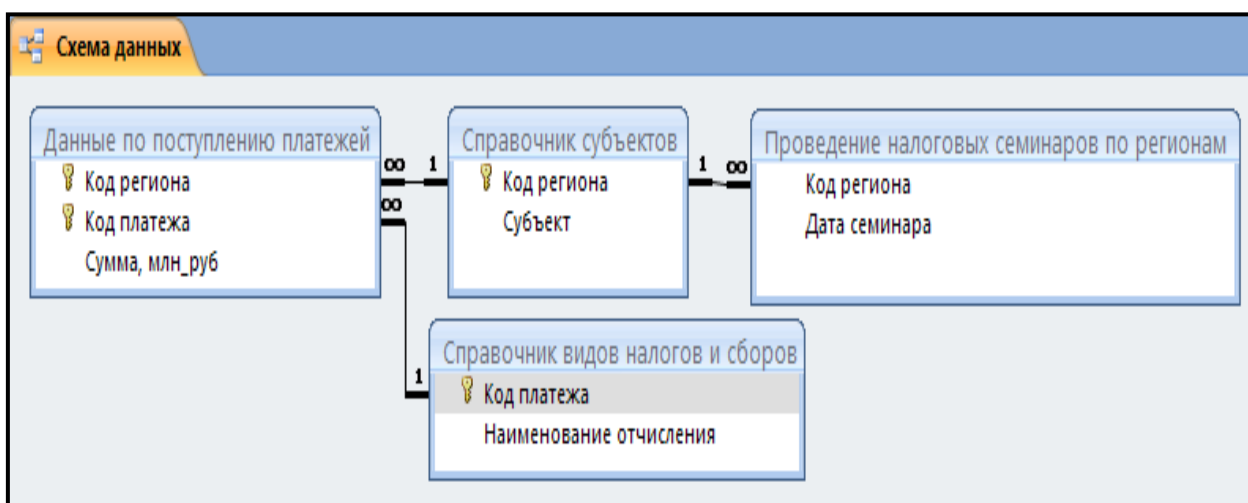 Схема данных
Данные по поступлению платежей
Код региона
Код платежа
Сумма, млн_руб
∞ 1
∞
Справочник субъектов
Код региона
Субъект
1 ∞
Проведение налоговых семинаров по регионам
Код региона
Дата семинара
1
Справочник видов налогов и сборов
Код платежа
Наименование отчисления